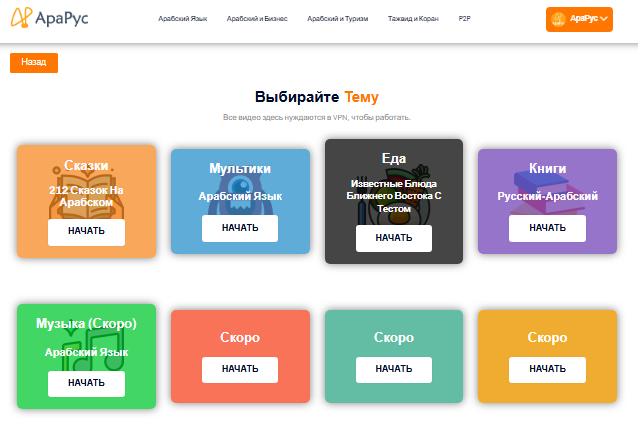 АраРус
Арабский Язык Арабский и Бизнес Арабский и Туризм Тажвид и Коран P2P
АраРус
Назад
Выбирайте Тему
Все видео здесь нуждаются в VPN, чтобы работать.
Сказки
212 Сказок На
Арабском
НАЧАТЬ
Мультики
Арабский Язык
НАЧАТЬ
Еда
Известные Блюда
Ближнего Востока С
Тестом
НАЧАТЬ
Книги
Русский-Арабский
НАЧАТЬ
Музыка (Скоро)
Арабский Язык
НАЧАТЬ
Скоро
НАЧАТЬ
Скоро
НАЧАТЬ
Скоро
НАЧАТЬ